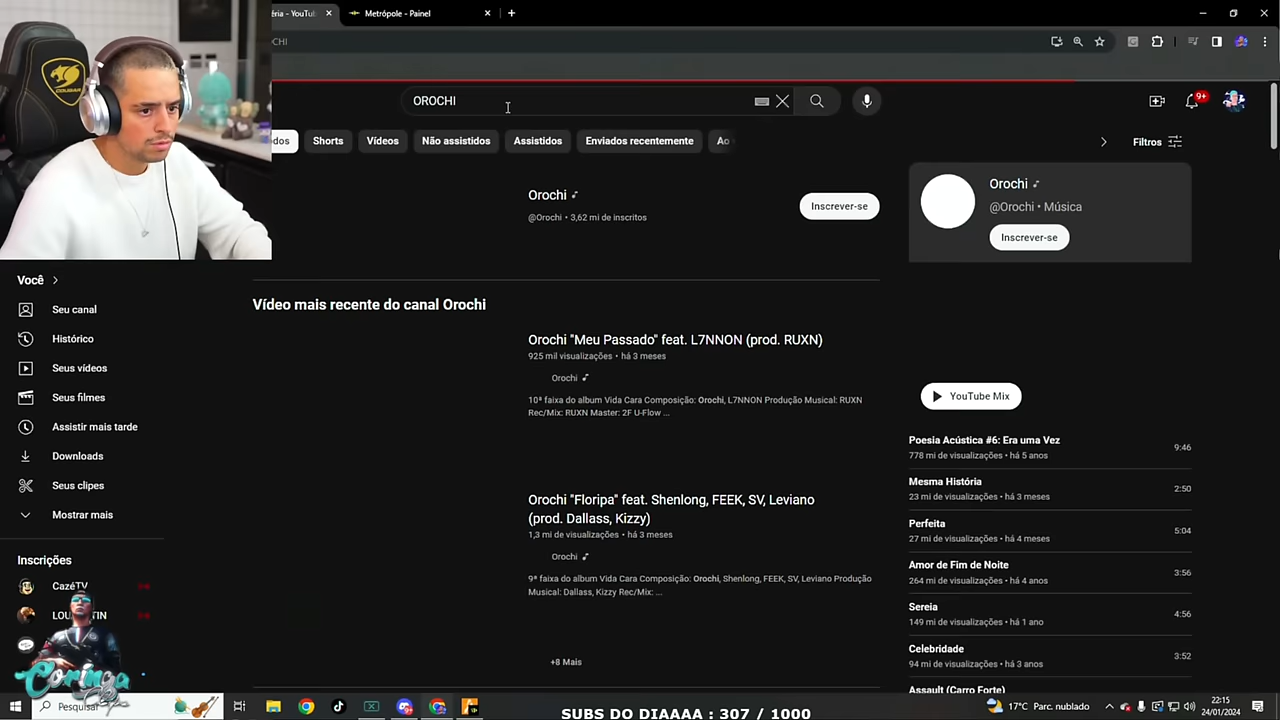 éria - YouTu
Metrópole - Painel
OCHI
OROCHI
9+
odos
Shorts
Vídeos
Não assistidos
Assistidos
Enviados recentemente
Ao
Filtros
COUGAR
Orochi
@Orochi • 3,62 mi de inscritos
Inscrever-se
Orochi
@Orochi • Música
Inscrever-se
Você
Seu canal
Histórico
Seus vídeos
Seus filmes
Assistir mais tarde
Downloads
Seus clipes
Mostrar mais
Inscrições
CazéTV
LOU TIN
Vídeo mais recente do canal Orochi
Orochi "Meu Passado" feat. L7NNON (prod. RUXN)
925 mil visualizações • há 3 meses
Orochi
10ª faixa do album Vida Cara Composição: Orochi, L7NNON Produção Musical: RUXN
Rec/Mix: RUXN Master: 2F U-Flow ...
Orochi "Floripa" feat. Shenlong, FEEK, SV, Leviano
(prod. Dallass, Kizzy)
1,3 mi de visualizações • há 3 meses
Orochi
9ª faixa do album Vida Cara Composição: Orochi, Shenlong, FEEK, SV, Leviano Produção
Musical: Dallass, Kizzy Rec/Mix: ...
+8 Mais
YouTube Mix
Poesia Acústica #6: Era uma Vez
778 mi de visualizações • há 5 anos
9:46
Mesma História
23 mi de visualizações • há 3 meses
2:50
Perfeita
27 mi de visualizações • há 4 meses
5:04
Amor de Fim de Noite
264 mi de visualizações • há 4 anos
3:56
Sereia
149 mi de visualizações • há 1 ano
4:56
Celebridade
94 mi de visualizações • há 3 anos
3:52
Assault (Carro Forte)
Coringa
Pesquisar
SUBS DO DIAAAA : 307 / 1000
17°C Parc. nublado
22:15
24/01/2024